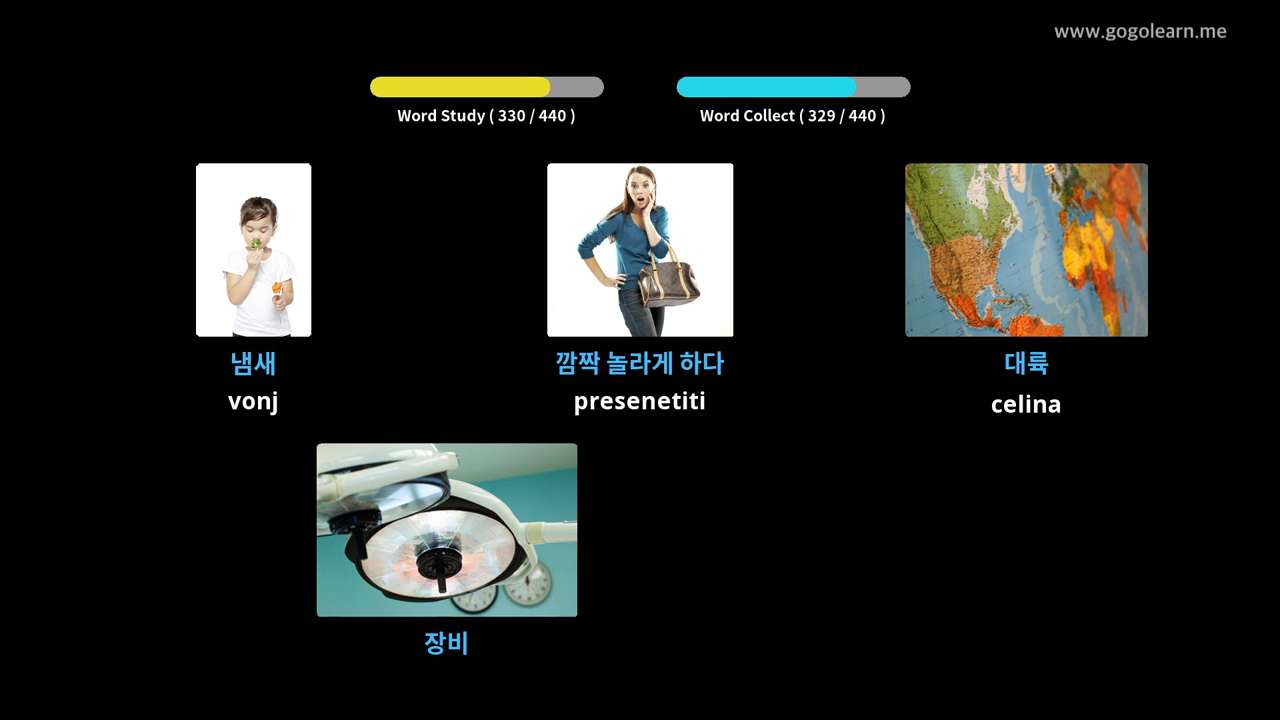 www.gogolearn.me
Word Study ( 330 / 440 )
Word Collect ( 329 / 440 )
냄새
vonj
깜짝 놀라게 하다
presenetiti
대륙
celina
장비